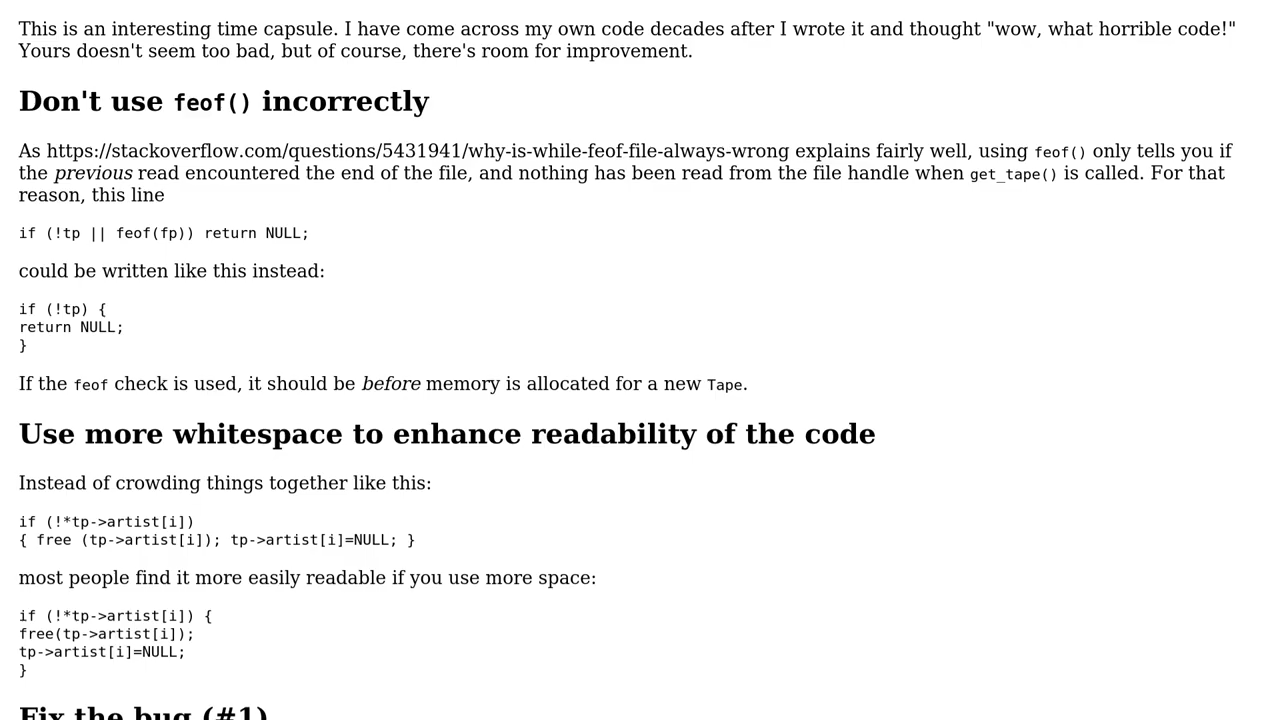 This is an interesting time capsule. I have come across my own code decades after I wrote it and thought "wow, what horrible code!"
Yours doesn't seem too bad, but of course, there's room for improvement.
Don't use feof() incorrectly
As https://stackoverflow.com/questions/5431941/why-is-while-feof-file-always-wrong explains fairly well, using feof() only tells you if
the previous read encountered the end of the file, and nothing has been read from the file handle when get_tape() is called. For that
reason, this line
if (!tp || feof(fp)) return NULL;
could be written like this instead:
if (!tp) {
return NULL;
}
If the feof check is used, it should be before memory is allocated for a new Tape.
Use more whitespace to enhance readability of the code
Instead of crowding things together like this:
if (!*tp->artist[i])
{ free (tp->artist[i]); tp->artist[i]=NULL; }
most people find it more easily readable if you use more space:
if (!*tp->artist[i]) {
free(tp->artist[i]);
tp->artist[i]=NULL;
}
Fix the bug (#1)